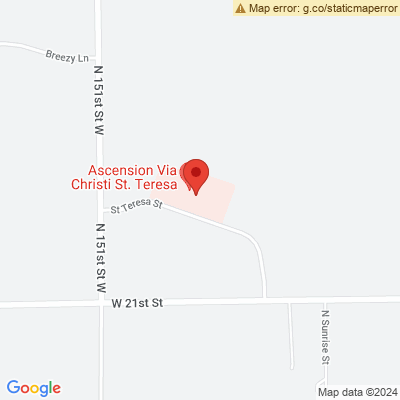 Map error: g.co/staticmaperror
Breezy Ln
N 151st St W
Ascension Via
Christi St. Teresa
St Teresa St
N 151st St W
W 21st St
N Sunrise St
Google
Map data ©2024